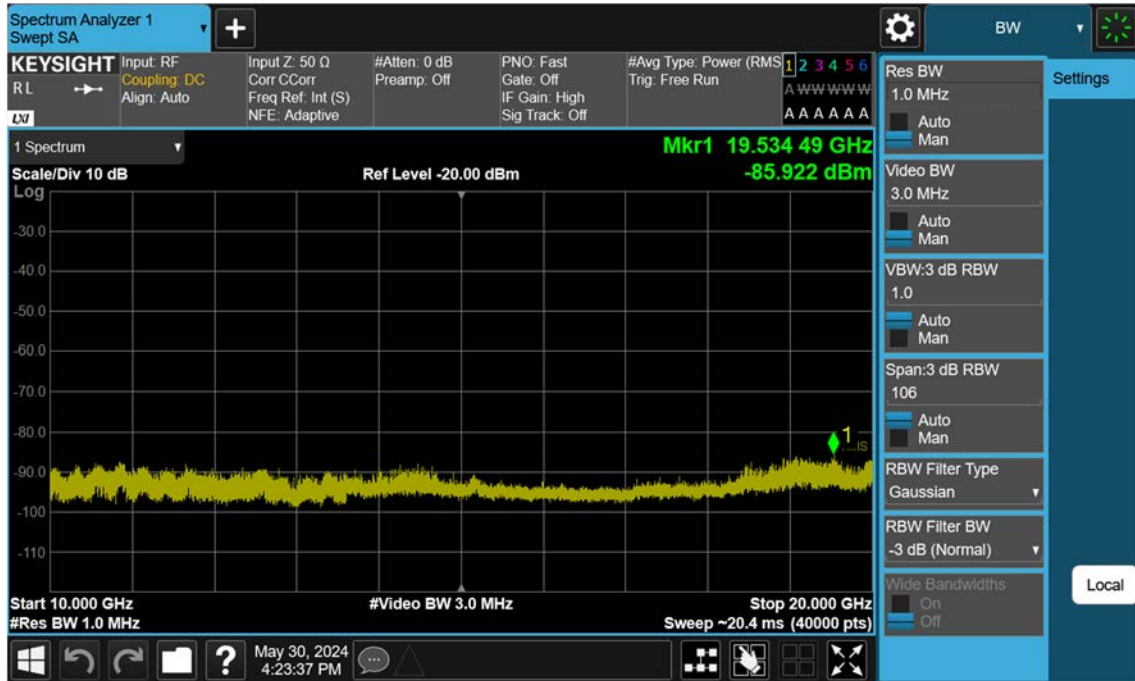 Spectrum Analyzer 1
Swept SA
+
BW
KEYSIGHT
RL
LXI
Input: RF
Coupling: DC
Align: Auto
Input Z: 50 Ω
Corr CCorr
Freq Ref: Int (S)
NFE: Adaptive
#Atten: 0 dB
Preamp: Off
PNO: Fast
Gate: Off
IF Gain: High
Sig Track: Off
#Avg Type: Power (RMS
Trig: Free Run
1 2 3 4 5 6
A W W W W W
A A A A A A
1 Spectrum
Scale/Div 10 dB
Ref Level -20.00 dBm
Mkr1 19.534 49 GHz
-85.922 dBm
Log
-30.0
-40.0
-50.0
-60.0
-70.0
-80.0
-90.0
-100
-110
1
Start 10.000 GHz
#Video BW 3.0 MHz
Stop 20.000 GHz
#Res BW 1.0 MHz
Sweep ~20.4 ms (40000 pts)
Res BW
1.0 MHz
Auto
Man
Video BW
3.0 MHz
Auto
Man
VBW:3 dB RBW
1.0
Auto
Man
Span:3 dB RBW
106
Auto
Man
RBW Filter Type
Gaussian
RBW Filter BW
-3 dB (Normal)
Wide Bandwidths
On
Off
Settings
Local
?
May 30, 2024
4:23:37 PM